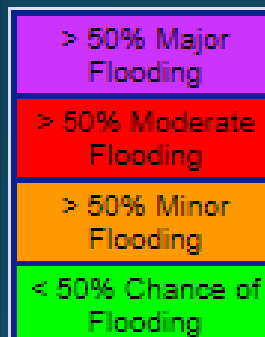 > 50% Major
Flooding
> 50% Moderate
Flooding
> 50% Minor
Flooding
< 50% Chance of
Flooding